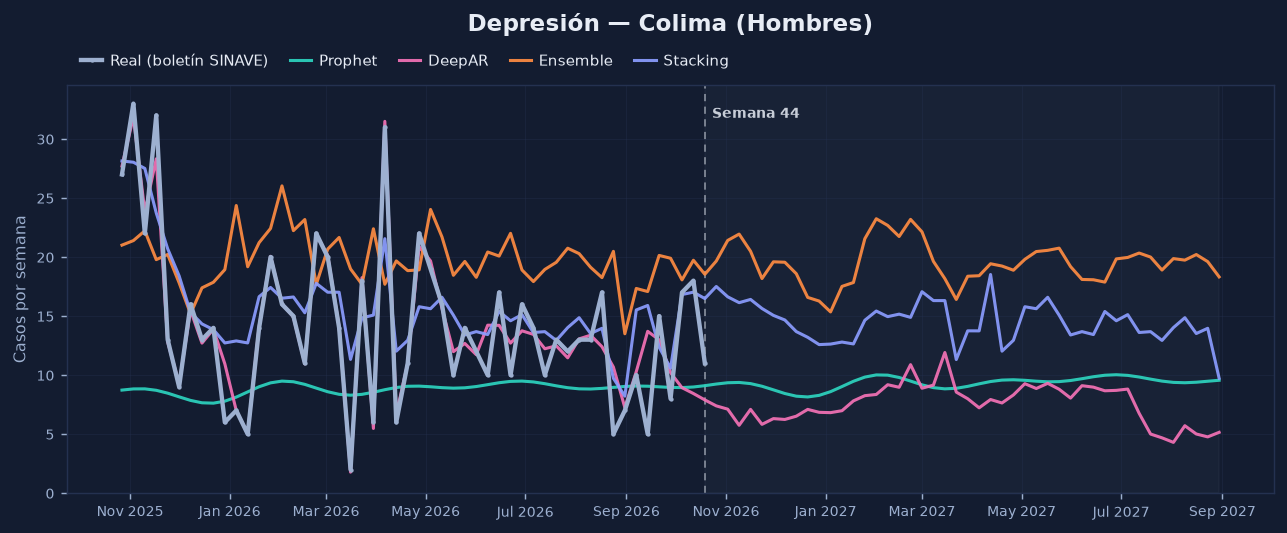 Depresión — Colima (Hombres)
Real (boletín SINAVE) Prophet DeepAR Ensemble Stacking
Semana 44
Casos por semana
30
25
20
15
10
5
0
Nov 2025 Jan 2026 Mar 2026 May 2026 Jul 2026 Sep 2026 Nov 2026 Jan 2027 Mar 2027 May 2027 Jul 2027 Sep 2027